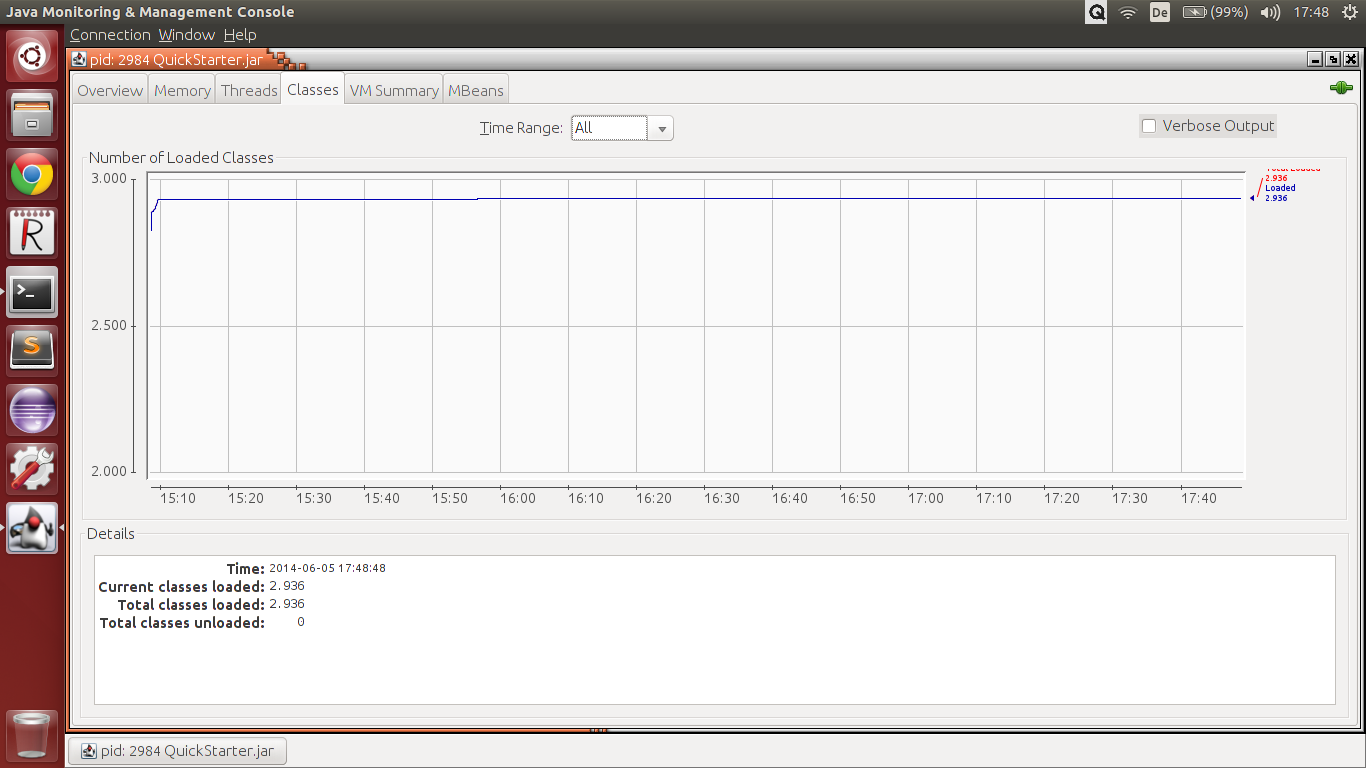 Java Monitoring & Management Console
De (99%) 17:48
Connection Window Help
pid: 2984 QuickStarter.jar
Overview Memory Threads Classes VM Summary MBeans
Time Range: All Verbose Output
Number of Loaded Classes
3.000
2.500
2.000
Total Loaded
2.936
Loaded
2.936
15:10 15:20 15:30 15:40 15:50 16:00 16:10 16:20 16:30 16:40 16:50 17:00 17:10 17:20 17:30 17:40
Details
Time: 2014-06-05 17:48:48
Current classes loaded: 2.936
Total classes loaded: 2.936
Total classes unloaded: 0
pid: 2984 QuickStarter.jar